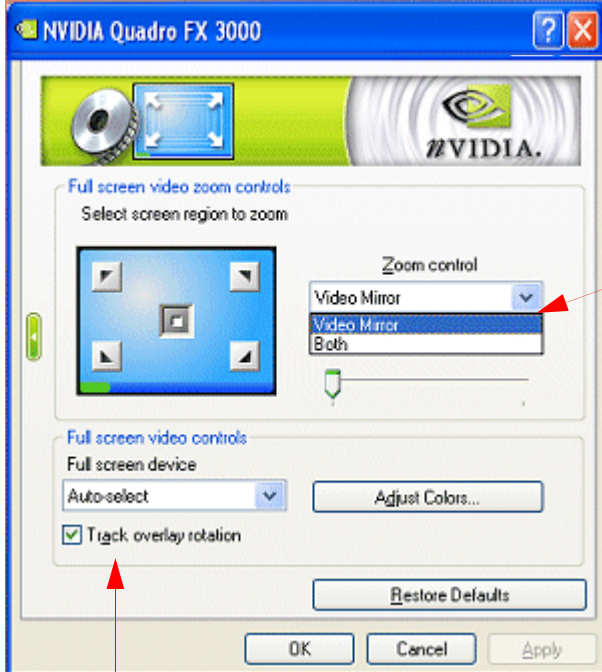 NVIDIA Quadro FX 3000
nVIDIA.
Full screen video zoom controls
Select screen region to zoom
Zoom control
Video Mirror
Video Mirror
Both
Full screen video controls
Full screen device
Auto-select
Adjust Colors...
Track overlay rotation
Restore Defaults
OK
Cancel
Apply